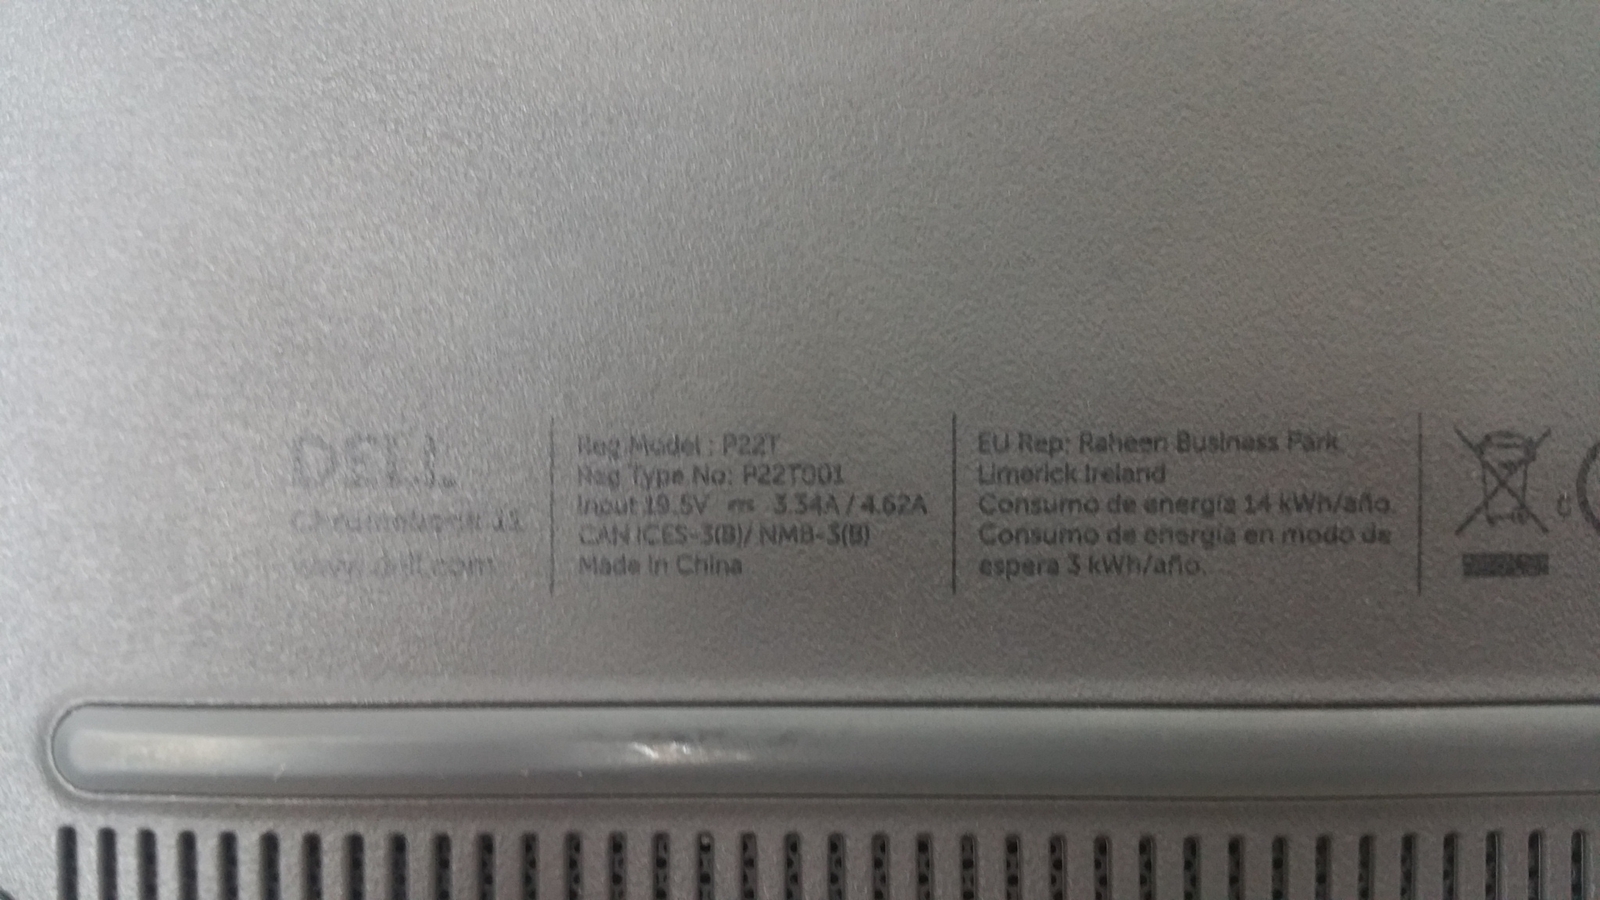 DELL
Chromebook 11
www.dell.com
Reg Model : P22T
Reg Type No: P22T001
Input 19.5V ⎓ 3.34A / 4.62A
CAN ICES-3(B)/ NMB-3(B)
Made in China
EU Rep: Raheen Business Park
Limerick Ireland
Consumo de energía 14 kWh/año.
Consumo de energía en modo de
espera 3 kWh/año.